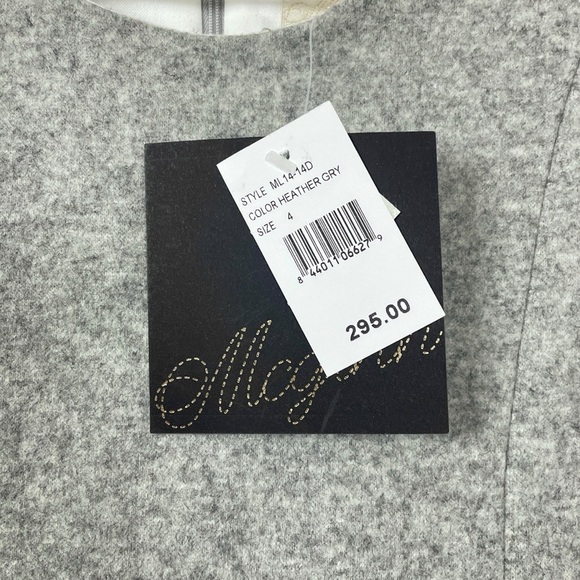 STYLE ML14-14D
COLOR HEATHER GRY
SIZE 4
8 44011 06627 9
295.00